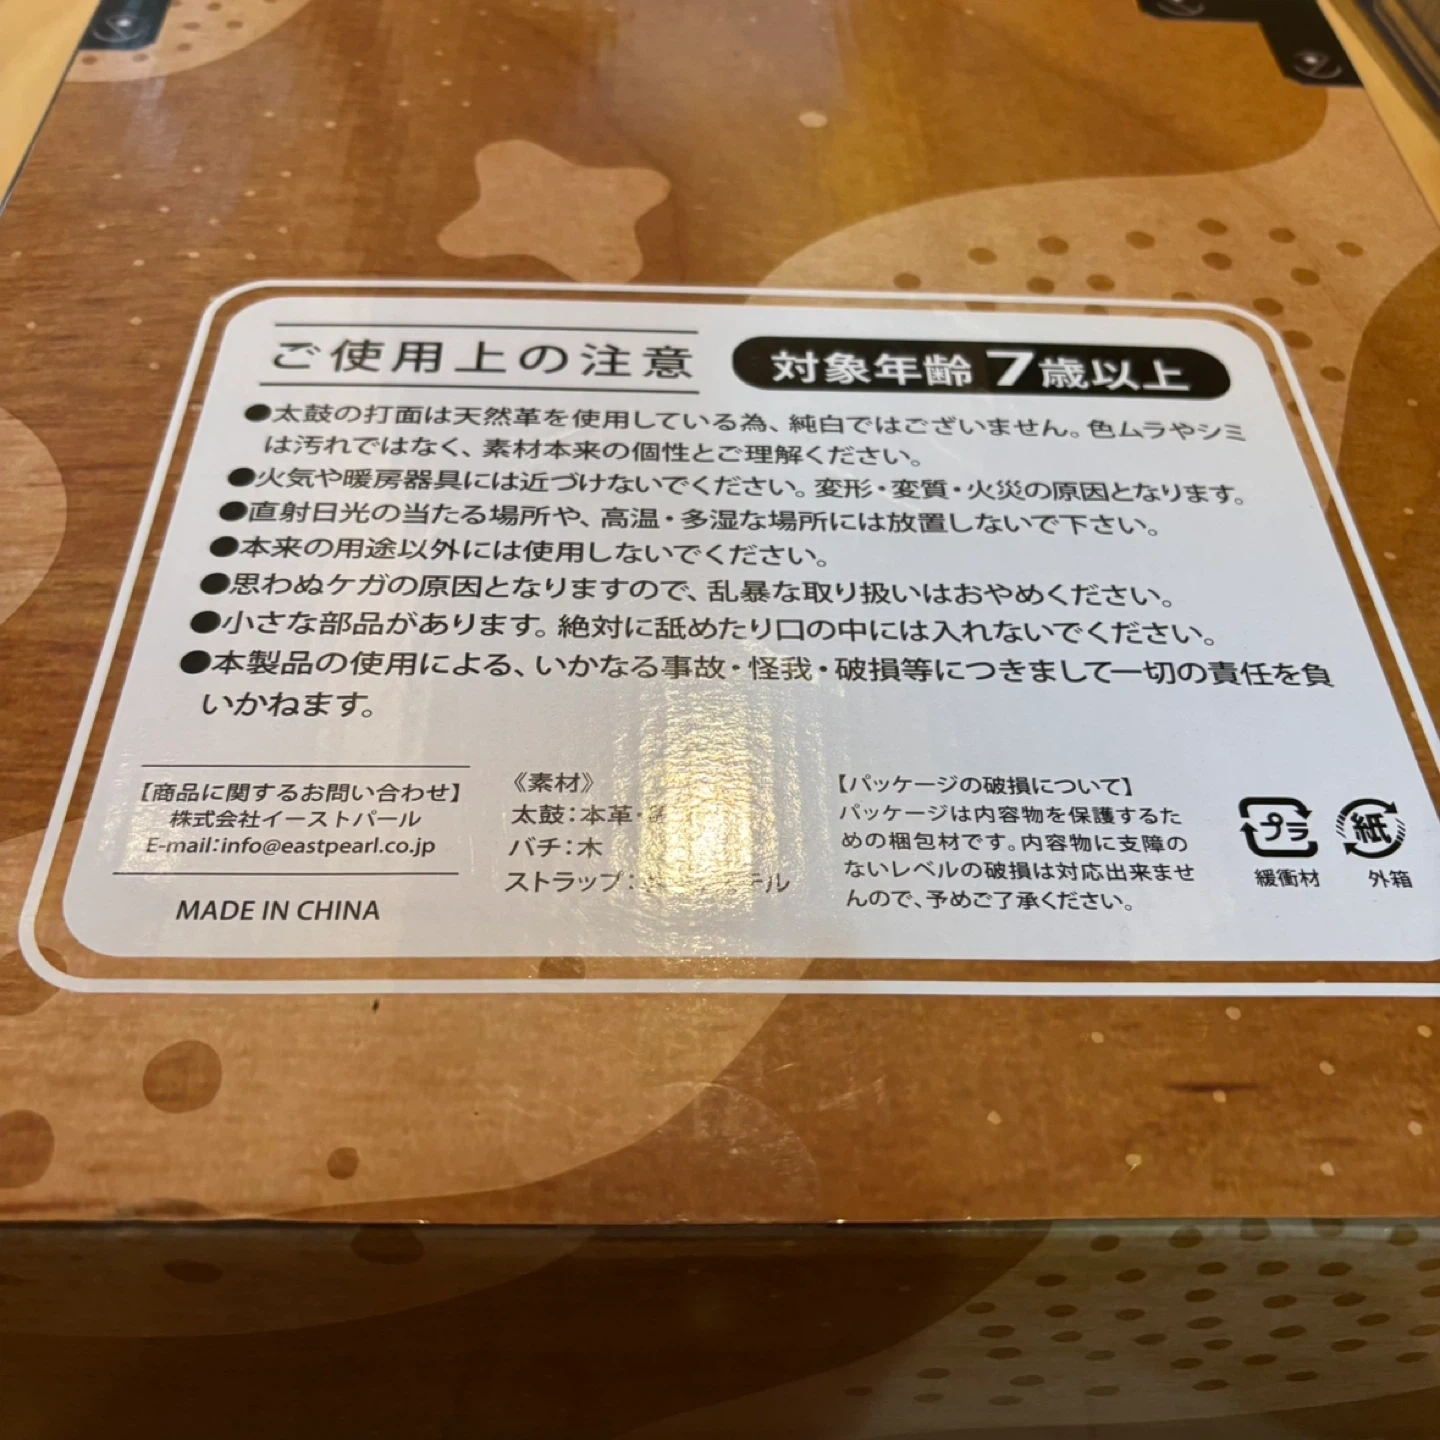 ご使用上の注意
対象年齢 7歳以上
●太鼓の打面は天然革を使用している為、純白ではございません。色ムラやシミ
は汚れではなく、素材本来の個性とご理解ください。
●火気や暖房器具には近づけないでください。変形・変質・火災の原因となります。
●直射日光の当たる場所や、高温・多湿な場所には放置しないで下さい。
●本来の用途以外には使用しないでください。
●思わぬケガの原因となりますので、乱暴な取り扱いはおやめください。
●小さな部品があります。絶対に舐めたり口の中には入れないでください。
●本製品の使用による、いかなる事故・怪我・破損等につきまして一切の責任を負
いかねます。
【商品に関するお問い合わせ】
株式会社イーストパール
E-mail:info@eastpearl.co.jp
MADE IN CHINA
《素材》
太鼓:本革・
バチ:木
ストラップ:
【パッケージの破損について】
パッケージは内容物を保護するた
めの梱包材です。内容物に支障の
ないレベルの破損は対応出来ませ
んので、予めご了承ください。
プラ
緩衝材
紙
外箱